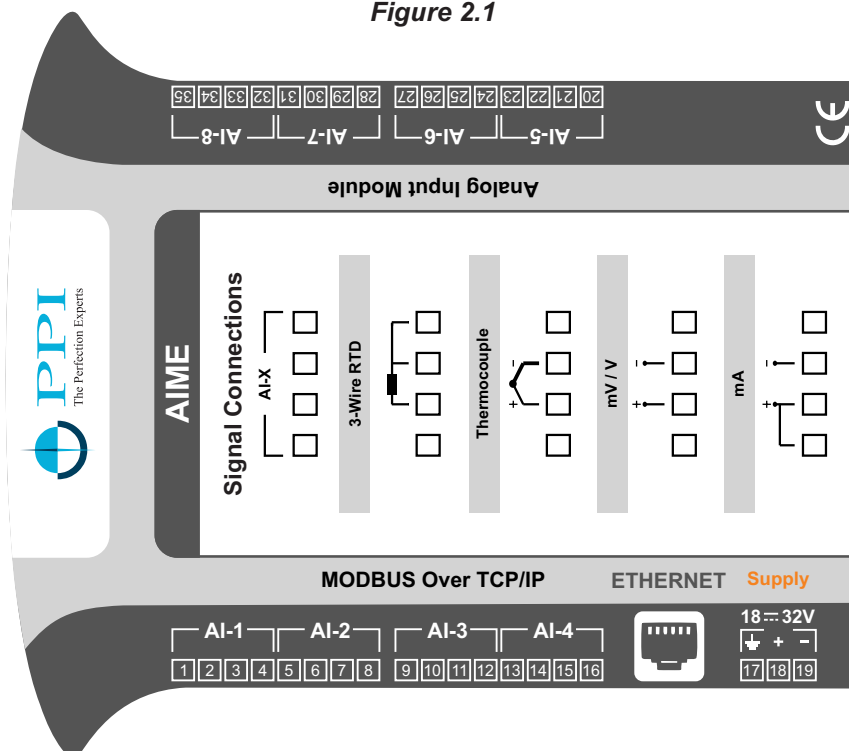 Figure 2.1
35 34 33 32 31 30 29 28 27 26 25 24 23 22 21 20
AI-8 AI-7 AI-6 AI-5
CE
Analog Input Module
PPI
The Perfection Experts
AIME
Signal Connections
AI-X
3-Wire RTD
Thermocouple
- +
mV / V
- +
mA
- +
MODBUS Over TCP/IP ETHERNET Supply
AI-1 AI-2 AI-3 AI-4 18 32V
+ -
1 2 3 4 5 6 7 8 9 10 11 12 13 14 15 16 17 18 19